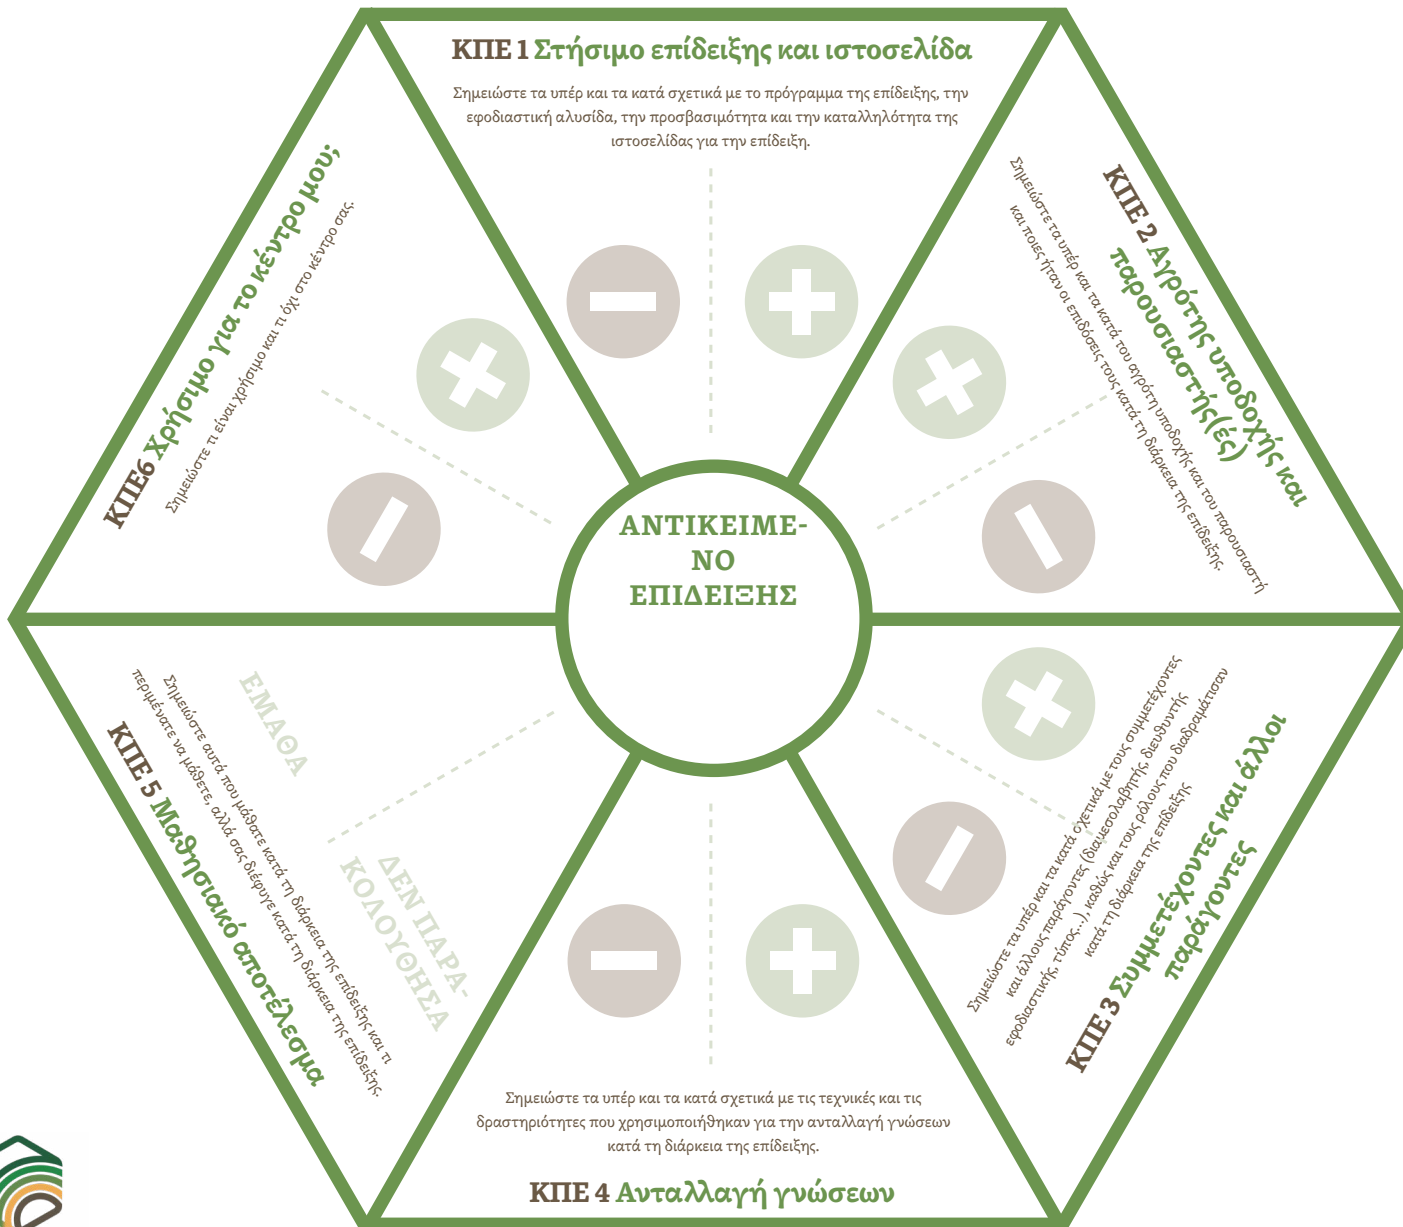 ΚΠΕ 1 Στήσιμο επίδειξης και ιστοσελίδα
Σημειώστε τα υπέρ και τα κατά σχετικά με το πρόγραμμα της επίδειξης, την
εφοδιαστική αλυσίδα, την προσβασιμότητα και την καταλληλότητα της
ιστοσελίδας για την επίδειξη.
ΚΠΕ 2 Αγρότης υποδοχής και
παρουσιαστής(ές)
Σημειώστε τα υπέρ και τα κατά του αγρότη υποδοχής και του παρουσιαστή
και ποιες ήταν οι επιδόσεις τους κατά τη διάρκεια της επίδειξης.
Σημειώστε τα υπέρ και τα κατά σχετικά με τους συμμετέχοντες
και άλλους παράγοντες (διαμεσολαβητής, διευθυντής
εφοδιαστικής, τύπος...), καθώς και τους ρόλους που διαδραμάτισαν
κατά τη διάρκεια της επίδειξης
ΚΠΕ 3 Συμμετέχοντες και άλλοι
παράγοντες
Σημειώστε τα υπέρ και τα κατά σχετικά με τις τεχνικές και τις
δραστηριότητες που χρησιμοποιήθηκαν για την ανταλλαγή γνώσεων
κατά τη διάρκεια της επίδειξης.
ΚΠΕ 4 Ανταλλαγή γνώσεων
ΕΜΑΘΑ
ΔΕΝ ΠΑΡΑ-
ΚΟΛΟΥΘΗΣΑ
Σημειώστε αυτά που μάθατε κατά τη διάρκεια της επίδειξης και τι
περιμένατε να μάθετε, αλλά σας διέφυγε κατά τη διάρκεια της επίδειξης.
ΚΠΕ 5 Μαθησιακό αποτέλεσμα
ΚΠΕ6 Χρήσιμο για το κέντρο μου;
Σημειώστε τι είναι χρήσιμο και τι όχι στο κέντρο σας.
ΑΝΤΙΚΕΙΜΕ-
ΝΟ
ΕΠΙΔΕΙΞΗΣ